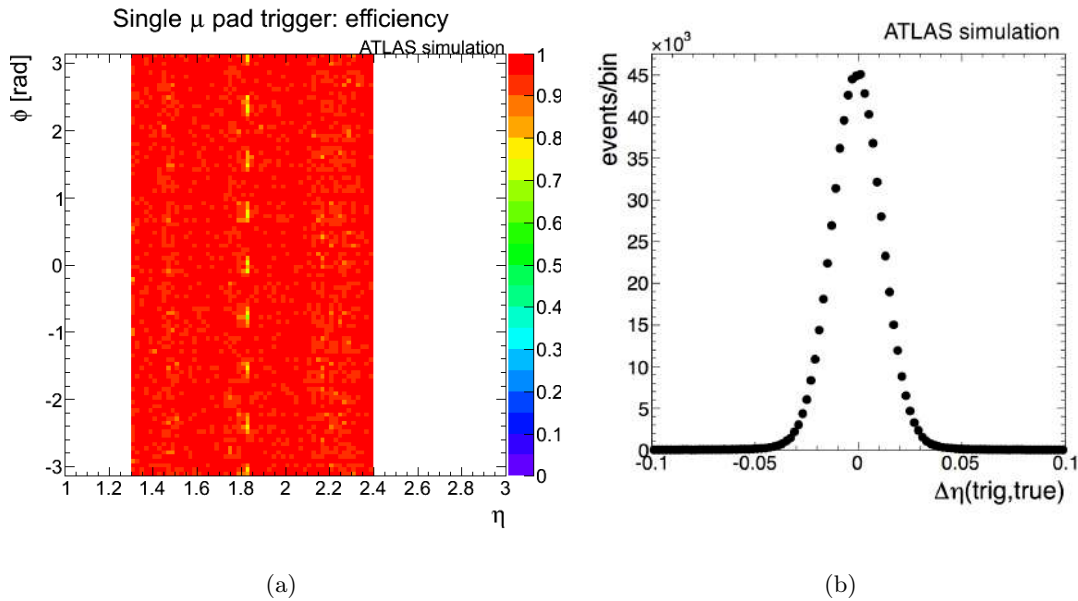 Single μ pad trigger: efficiency
ATLAS simulation
φ [rad]
3
2
1
0
-1
-2
-3
1 1.2 1.4 1.6 1.8 2 2.2 2.4 2.6 2.8 3
η
1
0.9
0.8
0.7
0.6
0.5
0.4
0.3
0.2
0.1
0
(a)
ATLAS simulation
×10³
events/bin
45
40
35
30
25
20
15
10
5
0
-0.1 -0.05 0 0.05 0.1
Δη(trig,true)
(b)